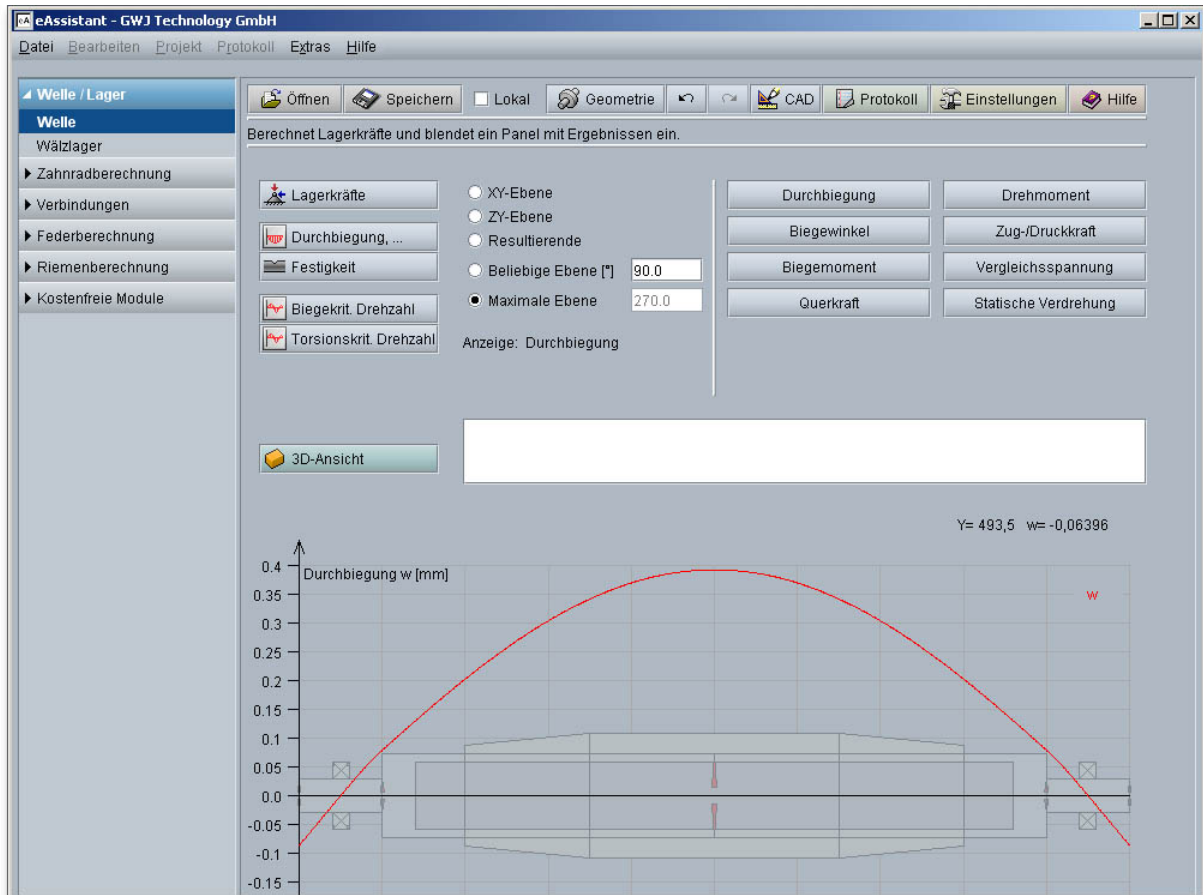 eAssistant - GWJ Technology GmbH
Datei Bearbeiten Projekt Protokoll Extras Hilfe
Welle / Lager
Welle
Wälzlager
Zahnradberechnung
Verbindungen
Federberechnung
Riemenberechnung
Kostenfreie Module
Öffnen Speichern Lokal Geometrie CAD Protokoll Einstellungen Hilfe
Berechnet Lagerkräfte und blendet ein Panel mit Ergebnissen ein.
Lagerkräfte
Durchbiegung, ...
Festigkeit
Biegekrit. Drehzahl
Torsionskrit. Drehzahl
XY-Ebene
ZY-Ebene
Resultierende
Beliebige Ebene [°] 90.0
Maximale Ebene 270.0
Anzeige: Durchbiegung
Durchbiegung Drehmoment
Biegewinkel Zug-/Druckkraft
Biegemoment Vergleichsspannung
Querkraft Statische Verdrehung
3D-Ansicht
Y= 493,5 w= -0,06396
Durchbiegung w [mm]
w
0.4
0.35
0.3
0.25
0.2
0.15
0.1
0.05
0.0
-0.05
-0.1
-0.15